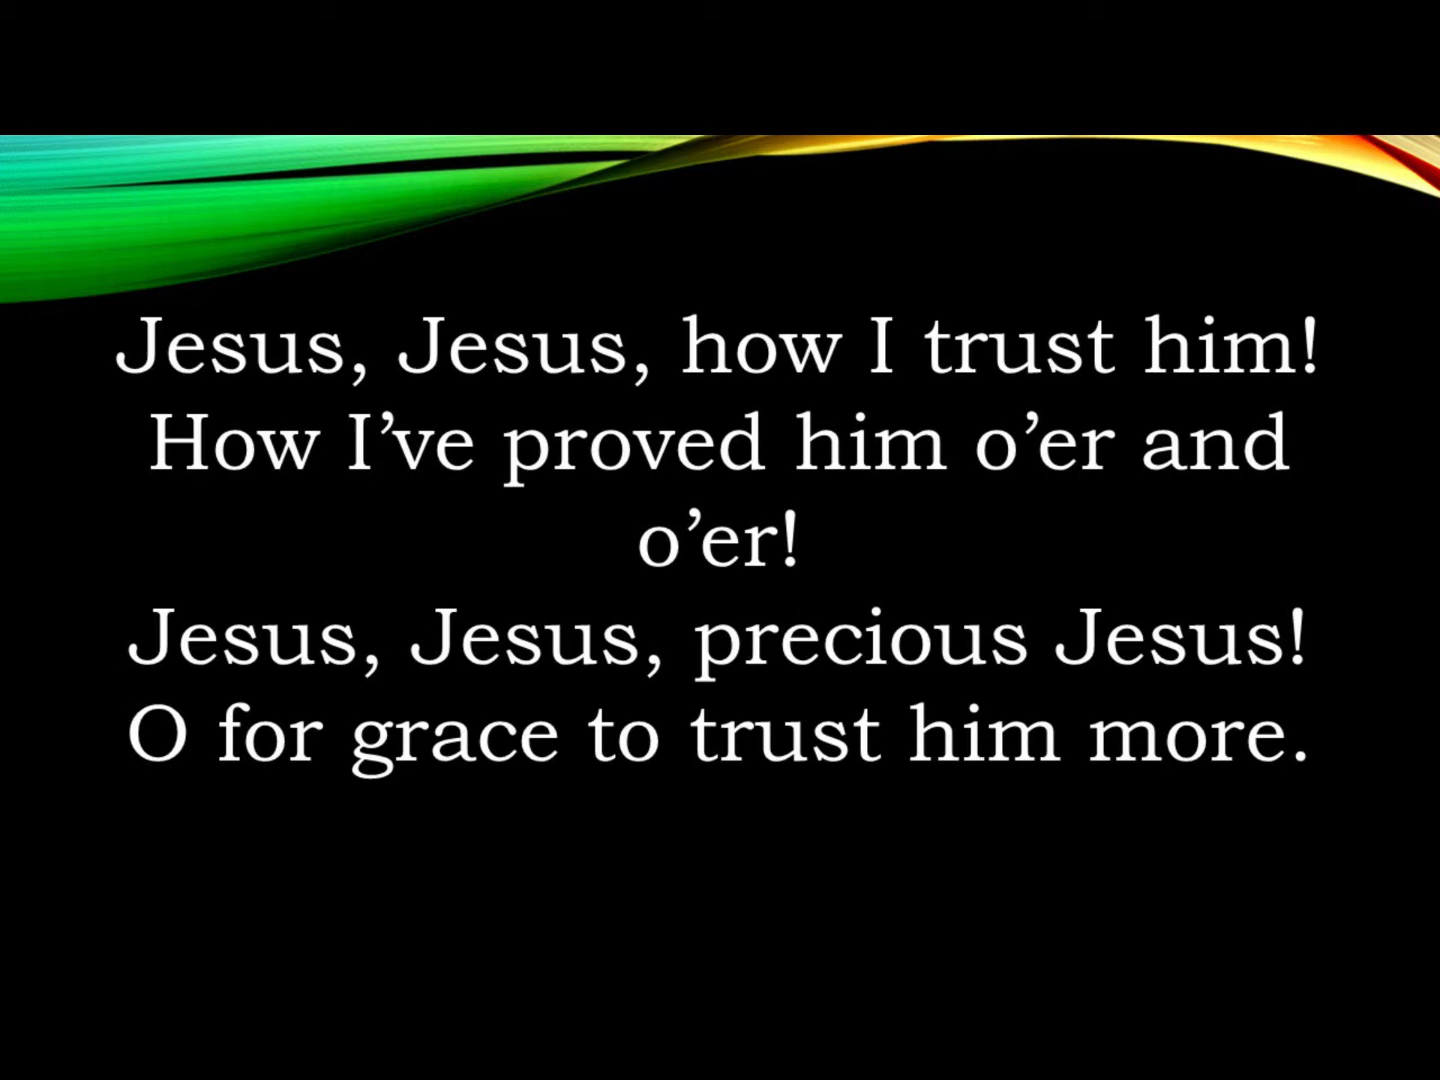 Jesus, Jesus, how I trust him!
How I’ve proved him o’er and
o’er!
Jesus, Jesus, precious Jesus!
O for grace to trust him more.